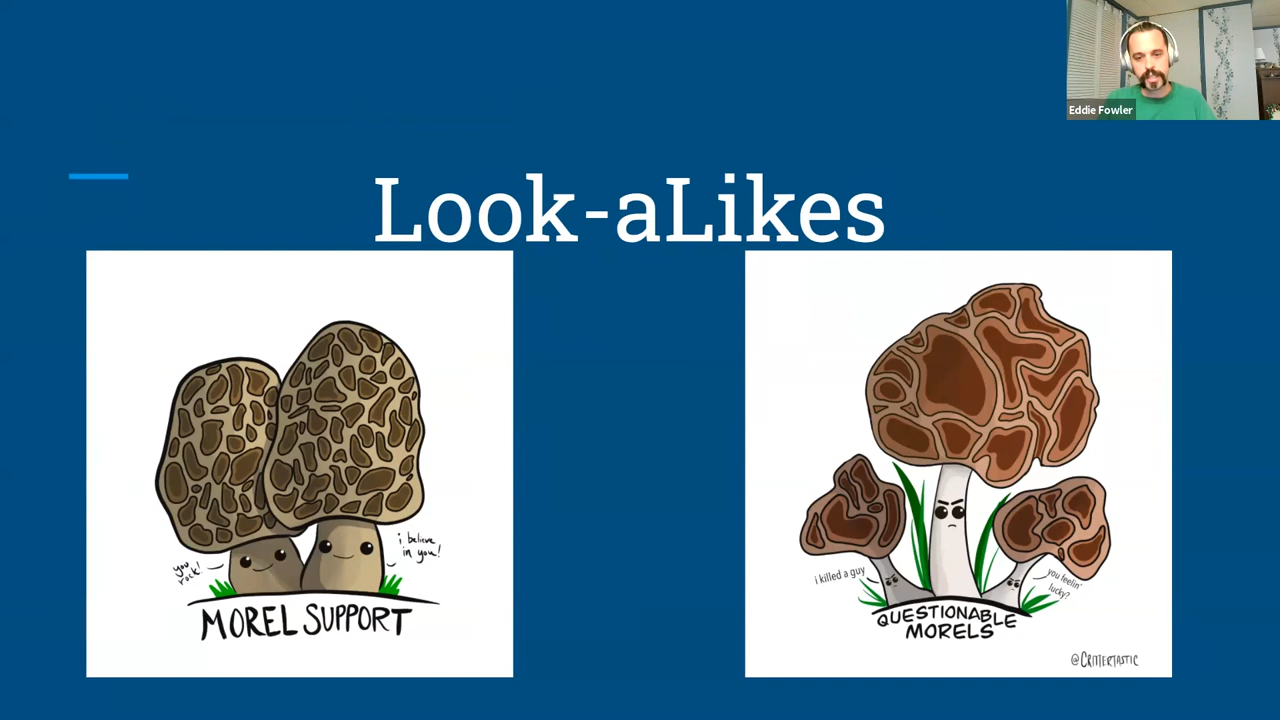 Eddie Fowler
Look-aLikes
you
rock!
i believe
in you!
MOREL SUPPORT
i killed a guy
you feelin'
lucky?
QUESTIONABLE
MORELS
@CRITTERTASTIC